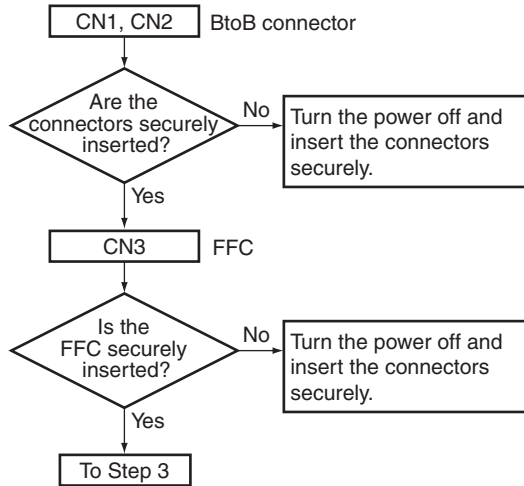 CN1, CN2
BtoB connector
Are the
connectors securely
inserted?
No
Turn the power off and
insert the connectors
securely.
Yes
CN3
FFC
Is the
FFC securely
inserted?
No
Turn the power off and
insert the connectors
securely.
Yes
To Step 3